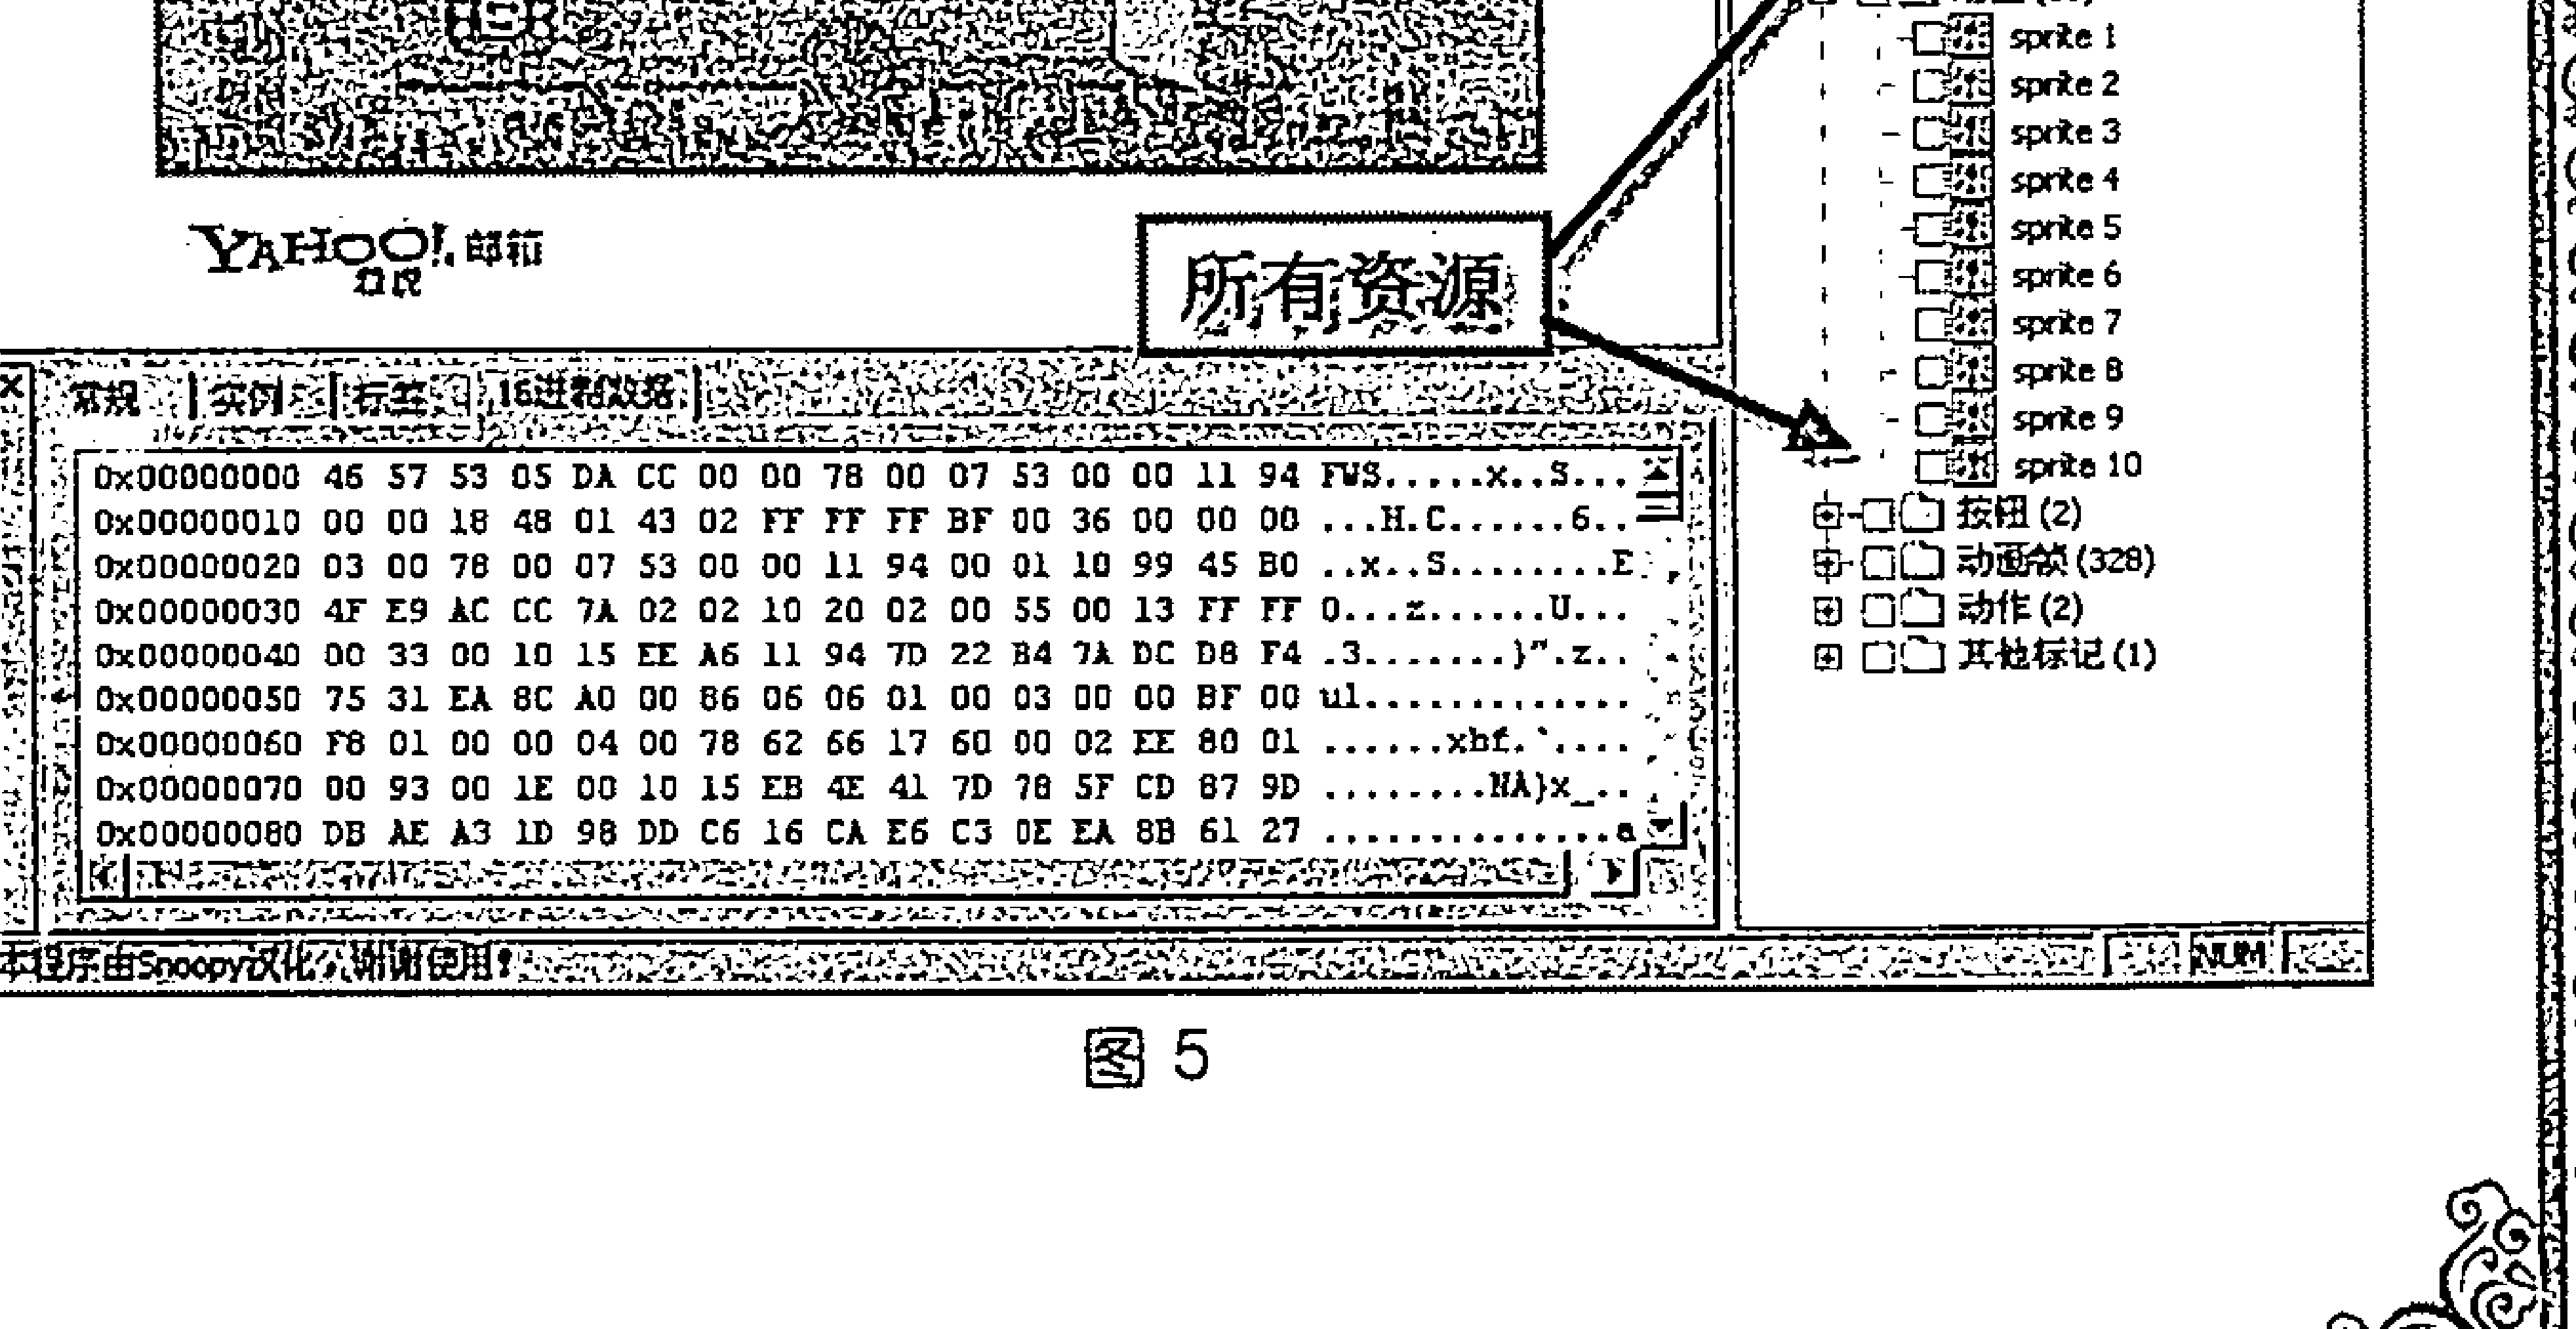 sprite 1
sprite 2
sprite 3
sprite 4
sprite 5
sprite 6
sprite 7
sprite 8
sprite 9
sprite 10
按钮 (2)
动画帧 (328)
动作 (2)
其他标记 (1)
YAHOO!. 邮箱
所有资源
常规 实例 标签 16进制数据
0x00000000 46 57 53 05 DA CC 00 00 78 00 07 53 00 00 11 94 FWS.....x..S...
0x00000010 00 00 18 48 01 43 02 FF FF FF BF 00 36 00 00 00 ...H.C......6..
0x00000020 03 00 78 00 07 53 00 00 11 94 00 01 10 99 45 B0 ..x..S........E
0x00000030 4F E9 AC CC 7A 02 02 10 20 02 00 55 00 13 FF FF O...z......U...
0x00000040 00 33 00 10 15 EE A6 11 94 7D 22 B4 7A DC D8 F4 .3.......}".z..
0x00000050 75 31 EA 8C A0 00 86 06 06 01 00 03 00 00 BF 00 u1.............
0x00000060 F8 01 00 00 04 00 78 62 66 17 60 00 02 EE 80 01 ......xbf.`....
0x00000070 00 93 00 1E 00 10 15 EB 4E 41 7D 78 5F CD 87 9D ........NA}x_..
0x00000080 DB AE A3 1D 98 DD C6 16 CA E6 C3 0E EA 8B 61 27 ..............a
本程序由Snoopy汉化,谢谢使用!
NUM
图 5